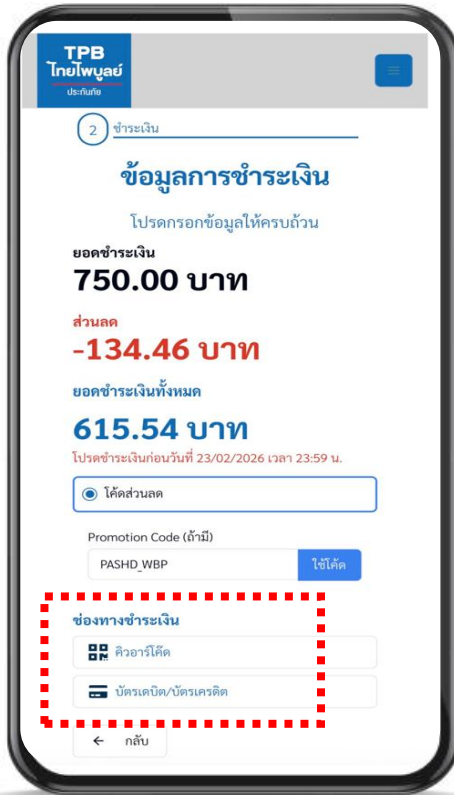 TPB
ไทยไพบูลย์
ประกันภัย
2 ชำระเงิน
ข้อมูลการชำระเงิน
โปรดกรอกข้อมูลให้ครบถ้วน
ยอดชำระเงิน
750.00 บาท
ส่วนลด
-134.46 บาท
ยอดชำระเงินทั้งหมด
615.54 บาท
โปรดชำระเงินก่อนวันที่ 23/02/2026 เวลา 23:59 น.
โค้ดส่วนลด
Promotion Code (ถ้ามี)
PASHD_WBP ใช้โค้ด
ช่องทางชำระเงิน
คิวอาร์โค้ด
บัตรเดบิต/บัตรเครดิต
← กลับ